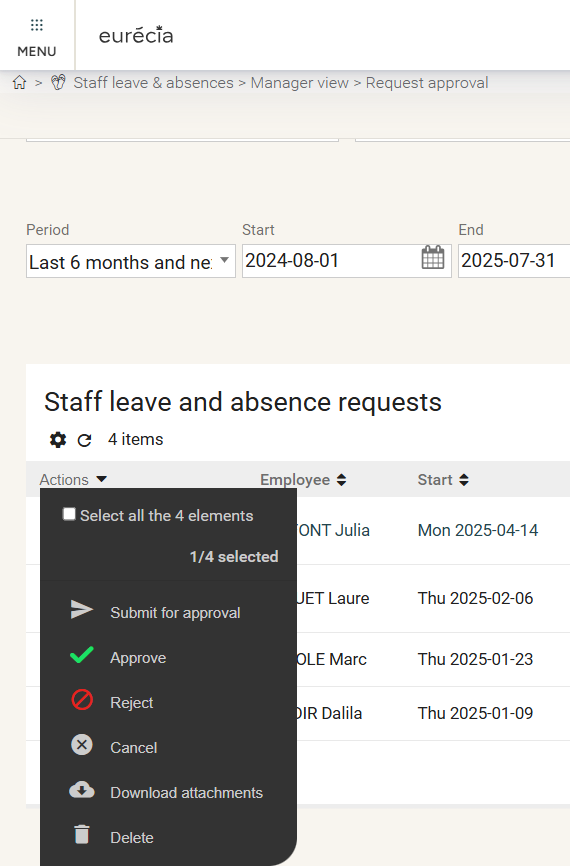 MENU
eurécia
> Staff leave & absences > Manager view > Request approval
Period
Start
End
Last 6 months and ne
2024-08-01
2025-07-31
Staff leave and absence requests
4 items
Actions
Employee
Start
Select all the 4 elements
1/4 selected
Submit for approval
Approve
Reject
Cancel
Download attachments
Delete
FONT Julia
Mon 2025-04-14
UET Laure
Thu 2025-02-06
OLE Marc
Thu 2025-01-23
DIR Dalila
Thu 2025-01-09